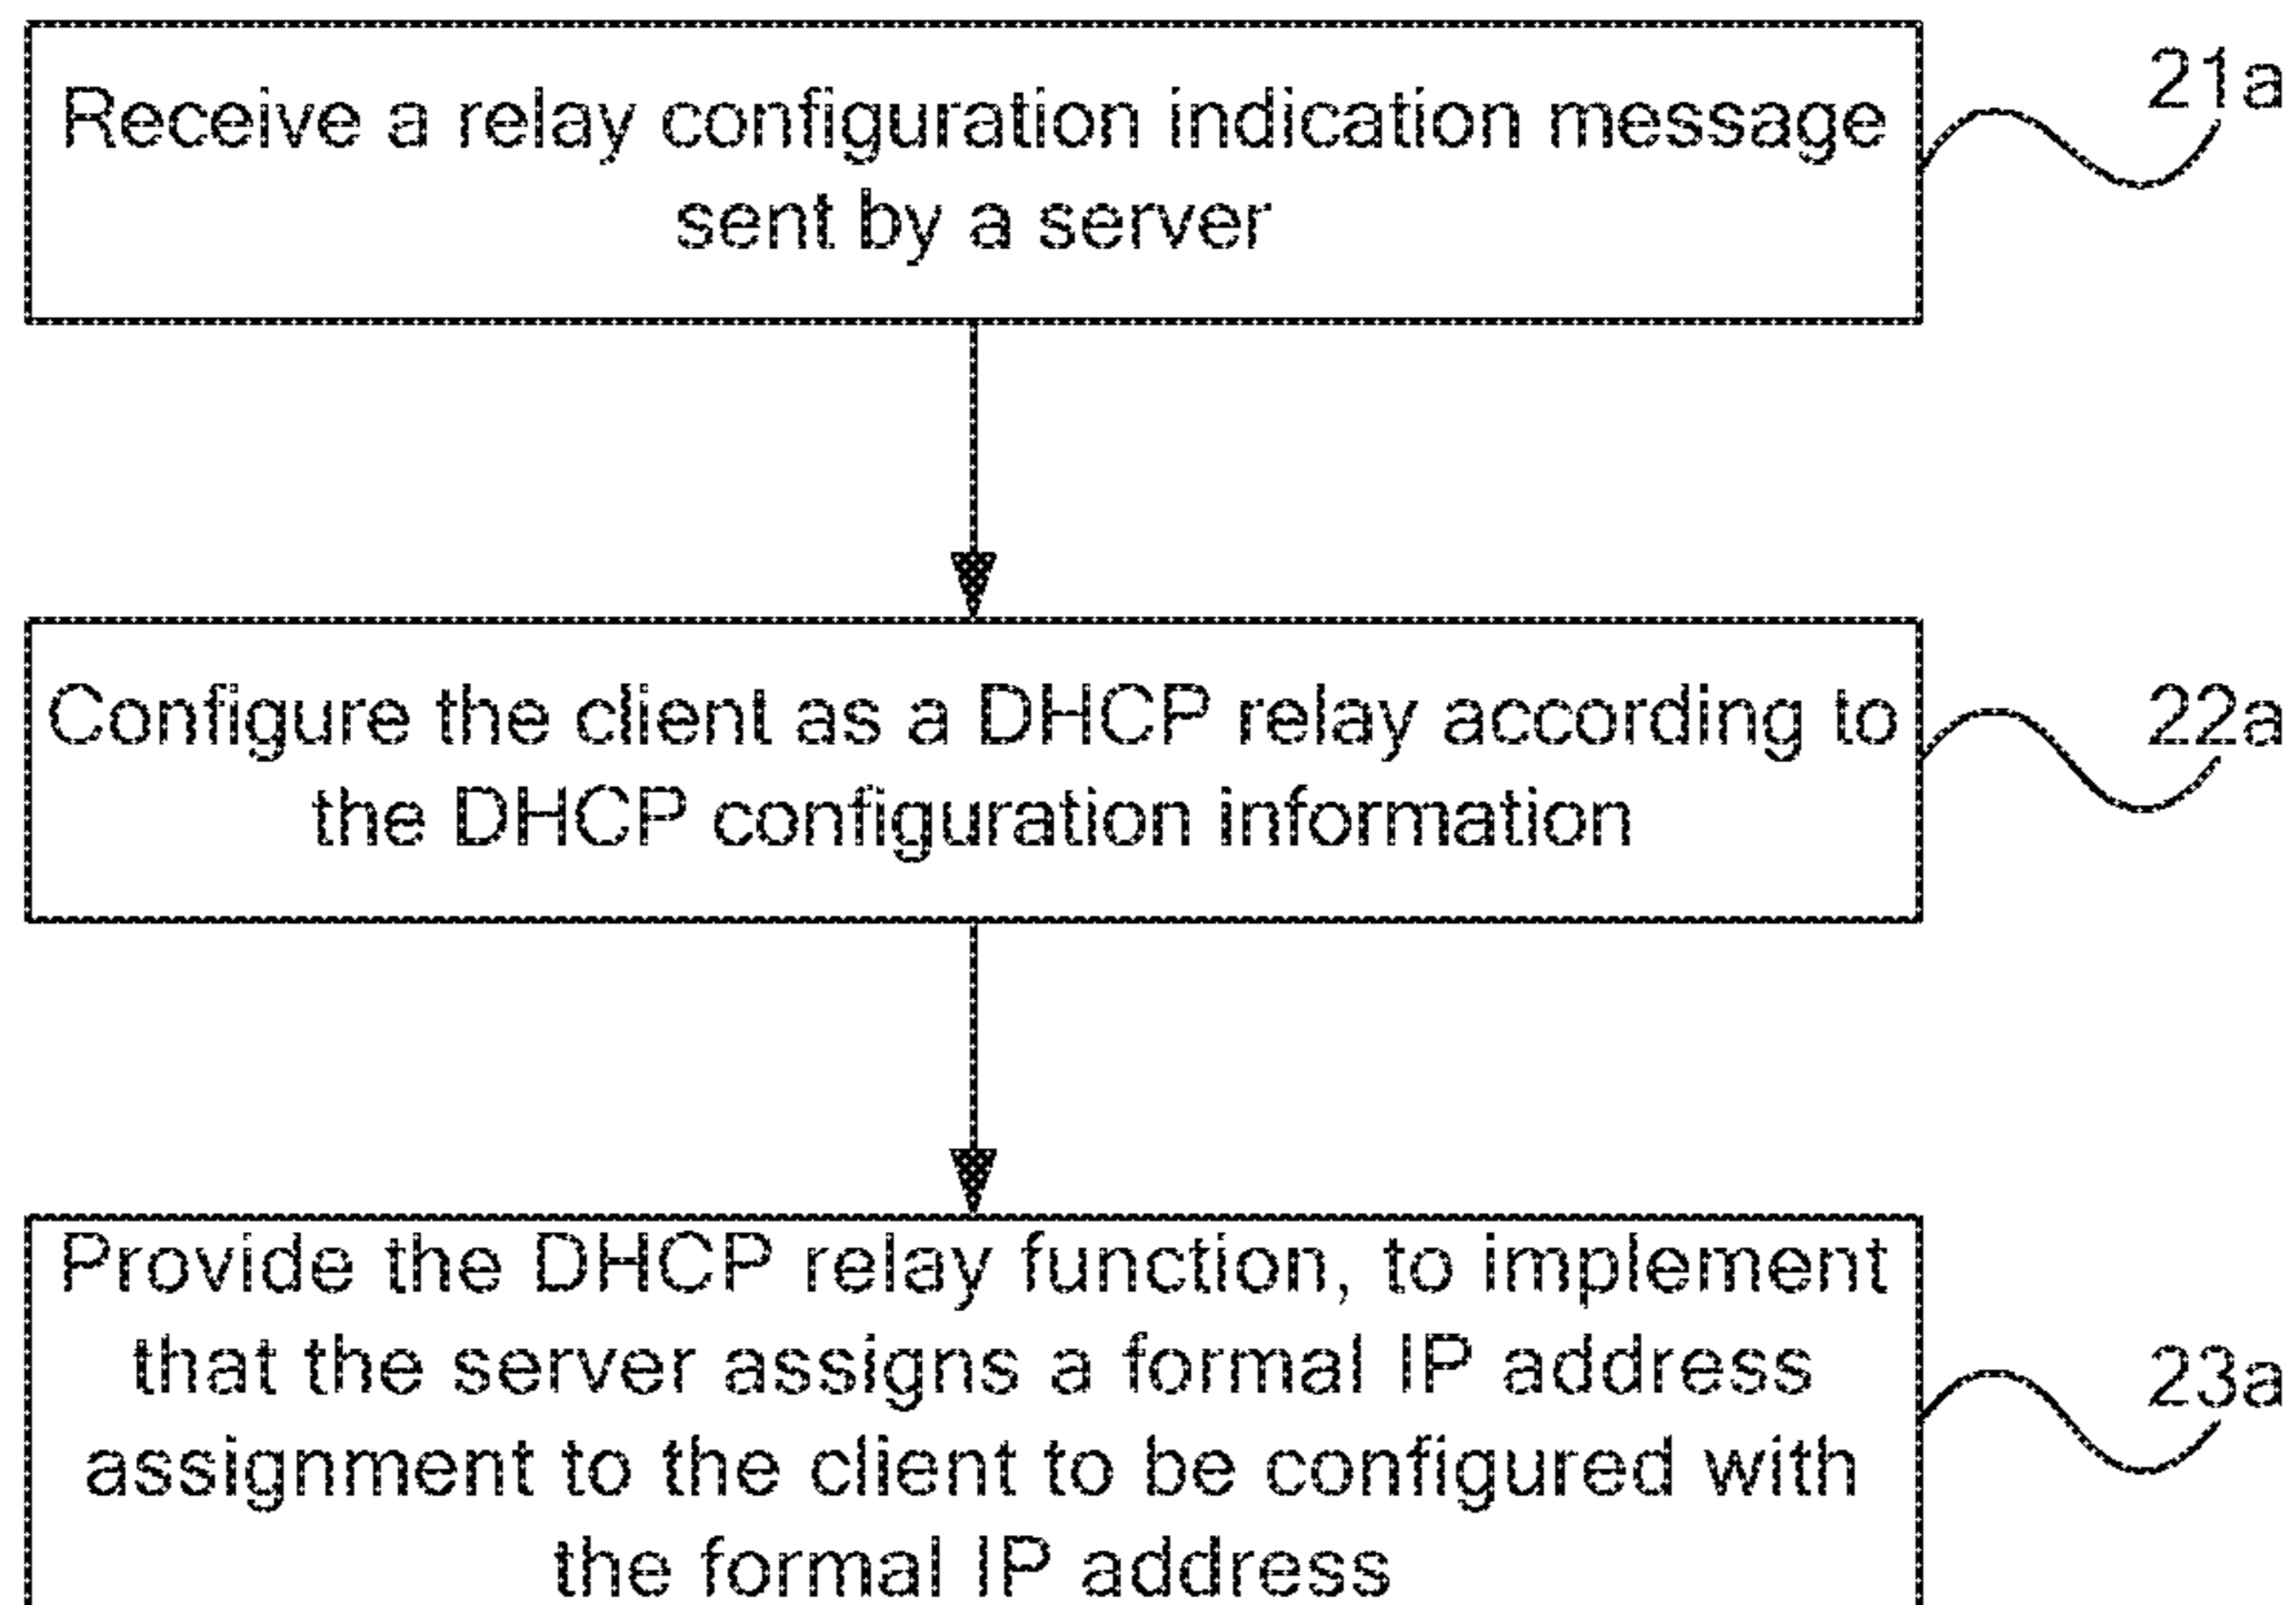 Receive a relay configuration indication message
sent by a server
21a
Configure the client as a DHCP relay according to
the DHCP configuration information
22a
Provide the DHCP relay function, to implement
that the server assigns a formal IP address
assignment to the client to be configured with
the formal IP address
23a